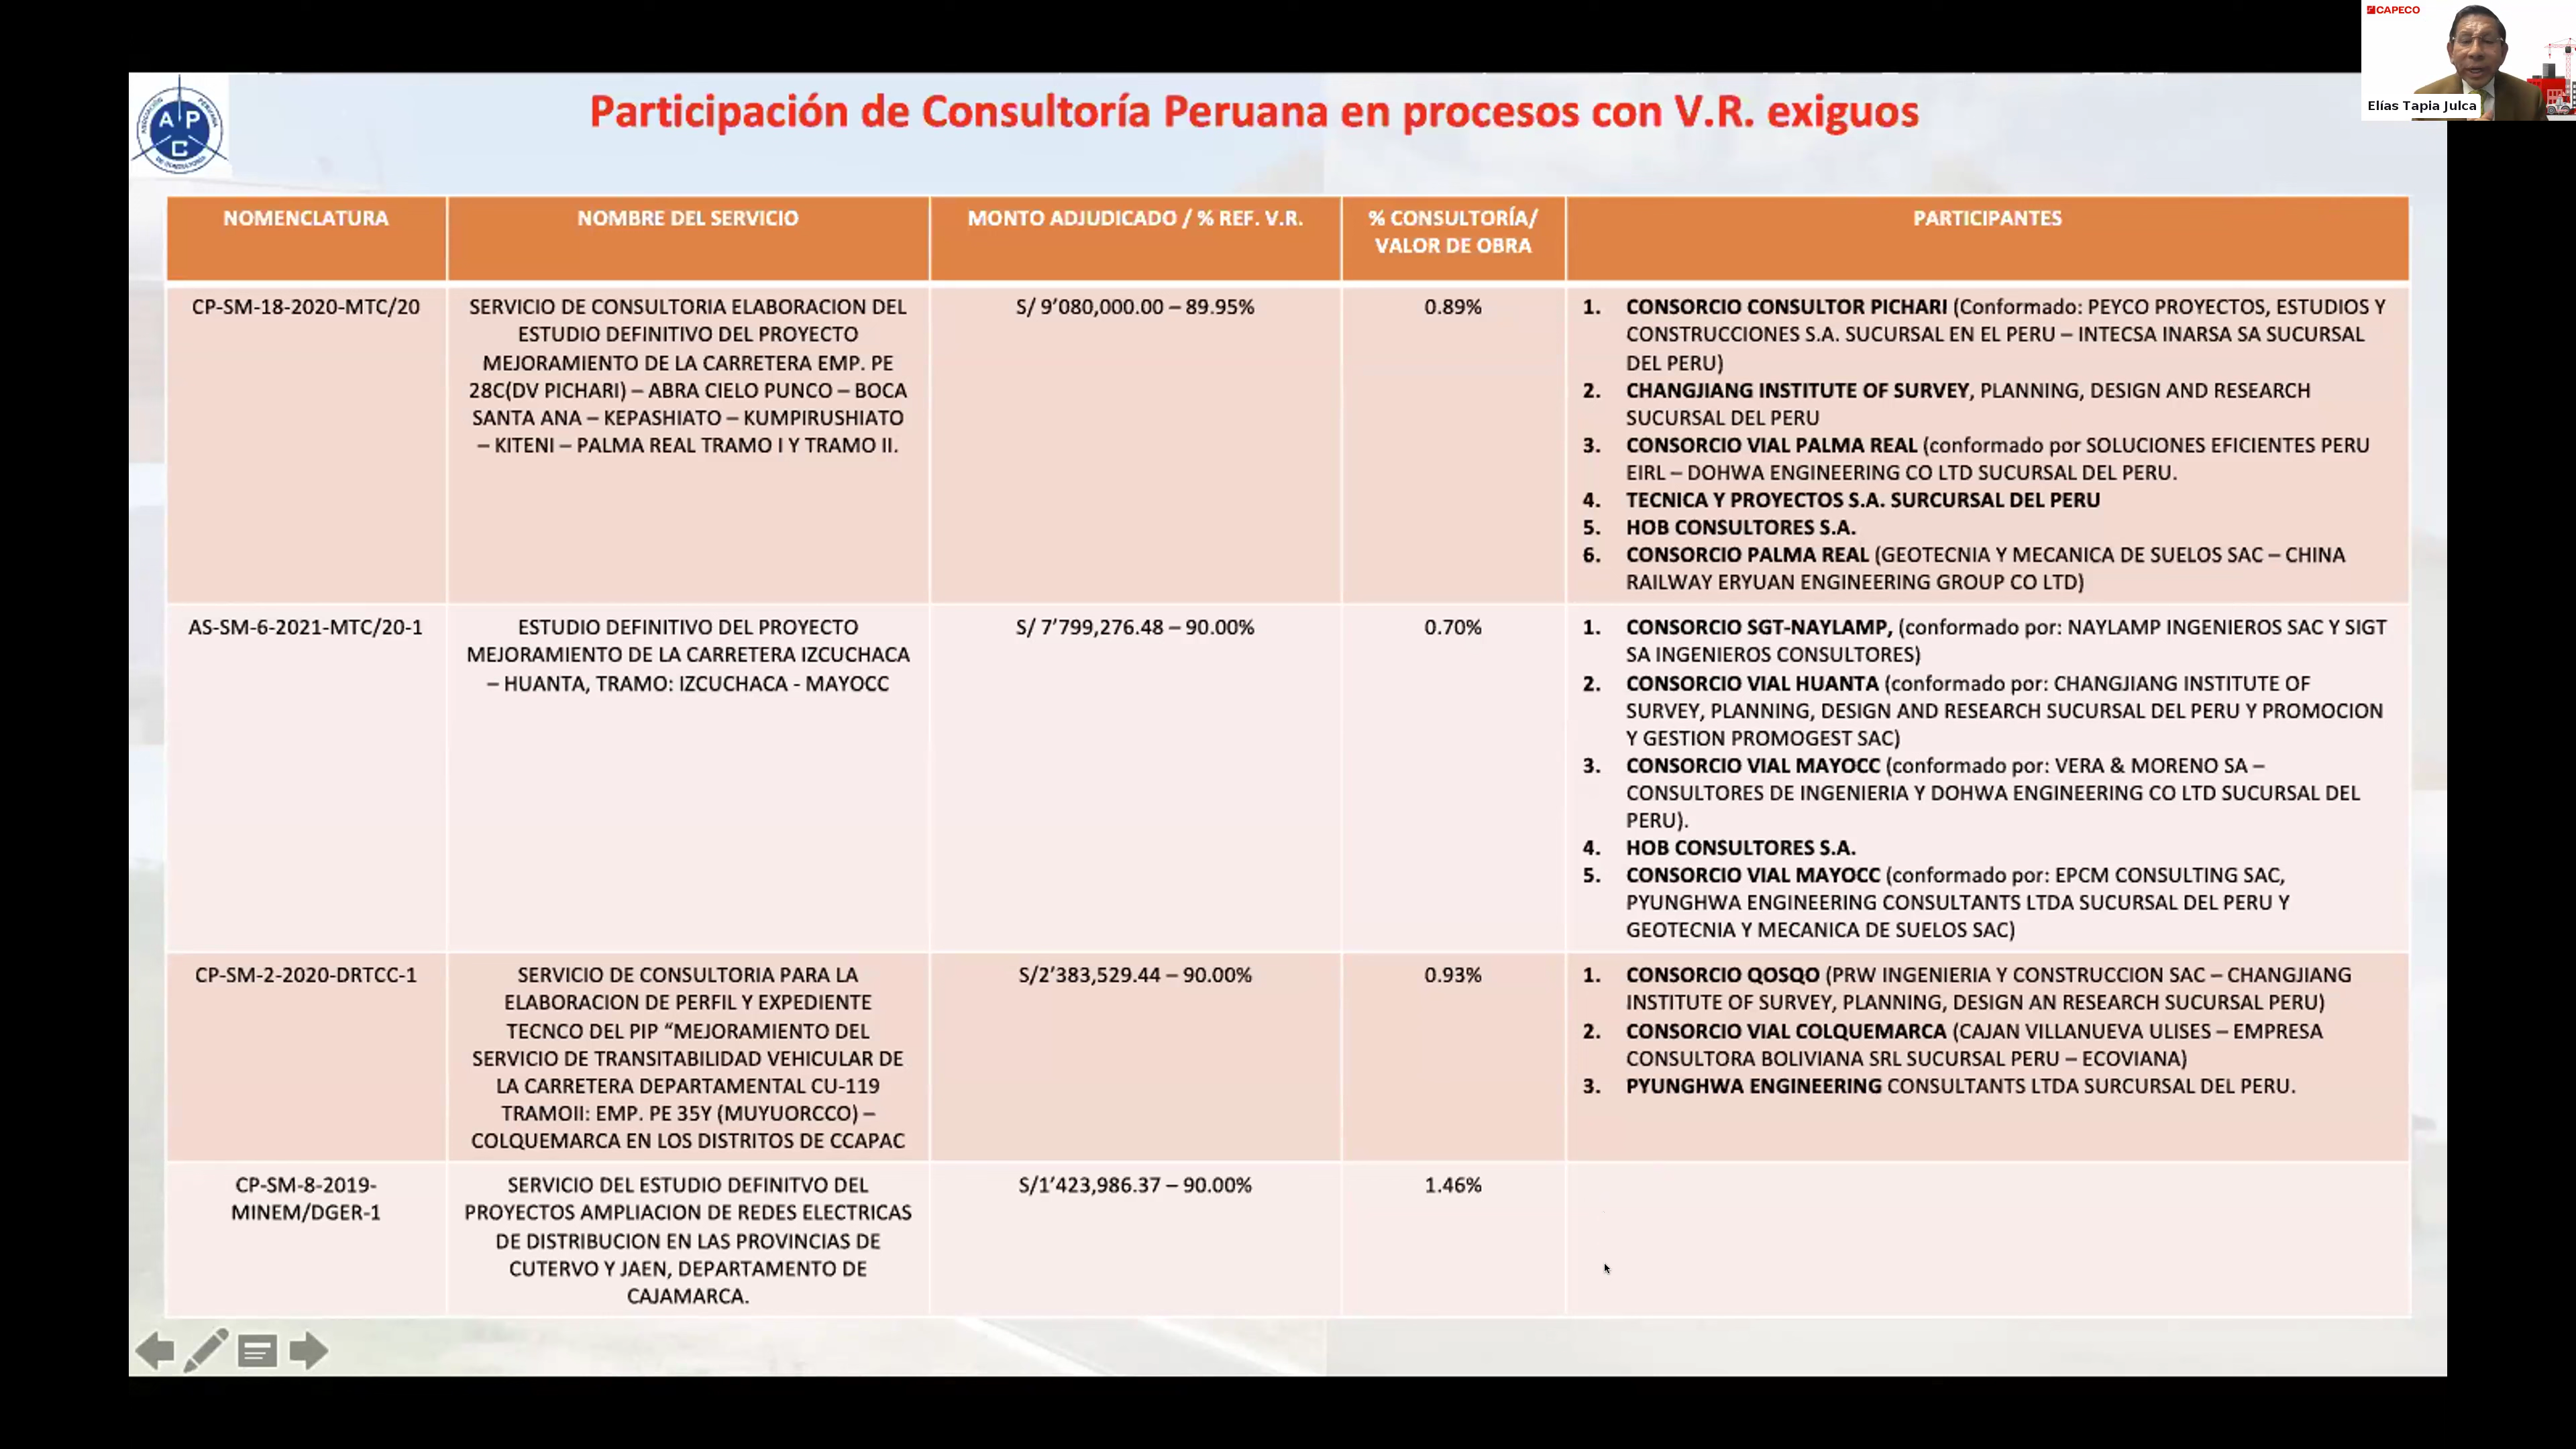 CAPECO
Elías Tapia Julca
A P
C
Participación de Consultoría Peruana en procesos con V.R. exiguos
NOMENCLATURA
NOMBRE DEL SERVICIO
MONTO ADJUDICADO / % REF. V.R.
% CONSULTORÍA/
VALOR DE OBRA
PARTICIPANTES
CP-SM-18-2020-MTC/20
SERVICIO DE CONSULTORIA ELABORACION DEL
ESTUDIO DEFINITIVO DEL PROYECTO
MEJORAMIENTO DE LA CARRETERA EMP. PE
28C(DV PICHARI) – ABRA CIELO PUNCO – BOCA
SANTA ANA – KEPASHIATO – KUMPIRUSHIATO
– KITENI – PALMA REAL TRAMO I Y TRAMO II.
S/ 9’080,000.00 – 89.95%
0.89%
1. CONSORCIO CONSULTOR PICHARI (Conformado: PEYCO PROYECTOS, ESTUDIOS Y
CONSTRUCCIONES S.A. SUCURSAL EN EL PERU – INTECSA INARSA SA SUCURSAL
DEL PERU)
2. CHANGJIANG INSTITUTE OF SURVEY, PLANNING, DESIGN AND RESEARCH
SUCURSAL DEL PERU
3. CONSORCIO VIAL PALMA REAL (conformado por SOLUCIONES EFICIENTES PERU
EIRL – DOHWA ENGINEERING CO LTD SUCURSAL DEL PERU.
4. TECNICA Y PROYECTOS S.A. SURCURSAL DEL PERU
5. HOB CONSULTORES S.A.
6. CONSORCIO PALMA REAL (GEOTECNIA Y MECANICA DE SUELOS SAC – CHINA
RAILWAY ERYUAN ENGINEERING GROUP CO LTD)
AS-SM-6-2021-MTC/20-1
ESTUDIO DEFINITIVO DEL PROYECTO
MEJORAMIENTO DE LA CARRETERA IZCUCHACA
– HUANTA, TRAMO: IZCUCHACA - MAYOCC
S/ 7’799,276.48 – 90.00%
0.70%
1. CONSORCIO SGT-NAYLAMP, (conformado por: NAYLAMP INGENIEROS SAC Y SIGT
SA INGENIEROS CONSULTORES)
2. CONSORCIO VIAL HUANTA (conformado por: CHANGJIANG INSTITUTE OF
SURVEY, PLANNING, DESIGN AND RESEARCH SUCURSAL DEL PERU Y PROMOCION
Y GESTION PROMOGEST SAC)
3. CONSORCIO VIAL MAYOCC (conformado por: VERA & MORENO SA –
CONSULTORES DE INGENIERIA Y DOHWA ENGINEERING CO LTD SUCURSAL DEL
PERU).
4. HOB CONSULTORES S.A.
5. CONSORCIO VIAL MAYOCC (conformado por: EPCM CONSULTING SAC,
PYUNGHWA ENGINEERING CONSULTANTS LTDA SUCURSAL DEL PERU Y
GEOTECNIA Y MECANICA DE SUELOS SAC)
CP-SM-2-2020-DRTCC-1
SERVICIO DE CONSULTORIA PARA LA
ELABORACION DE PERFIL Y EXPEDIENTE
TECNCO DEL PIP “MEJORAMIENTO DEL
SERVICIO DE TRANSITABILIDAD VEHICULAR DE
LA CARRETERA DEPARTAMENTAL CU-119
TRAMOII: EMP. PE 35Y (MUYUORCCO) –
COLQUEMARCA EN LOS DISTRITOS DE CCAPAC
S/2’383,529.44 – 90.00%
0.93%
1. CONSORCIO QOSQO (PRW INGENIERIA Y CONSTRUCCION SAC – CHANGJIANG
INSTITUTE OF SURVEY, PLANNING, DESIGN AN RESEARCH SUCURSAL PERU)
2. CONSORCIO VIAL COLQUEMARCA (CAJAN VILLANUEVA ULISES – EMPRESA
CONSULTORA BOLIVIANA SRL SUCURSAL PERU – ECOVIANA)
3. PYUNGHWA ENGINEERING CONSULTANTS LTDA SURCURSAL DEL PERU.
CP-SM-8-2019-
MINEM/DGER-1
SERVICIO DEL ESTUDIO DEFINITVO DEL
PROYECTOS AMPLIACION DE REDES ELECTRICAS
DE DISTRIBUCION EN LAS PROVINCIAS DE
CUTERVO Y JAEN, DEPARTAMENTO DE
CAJAMARCA.
S/1’423,986.37 – 90.00%
1.46%